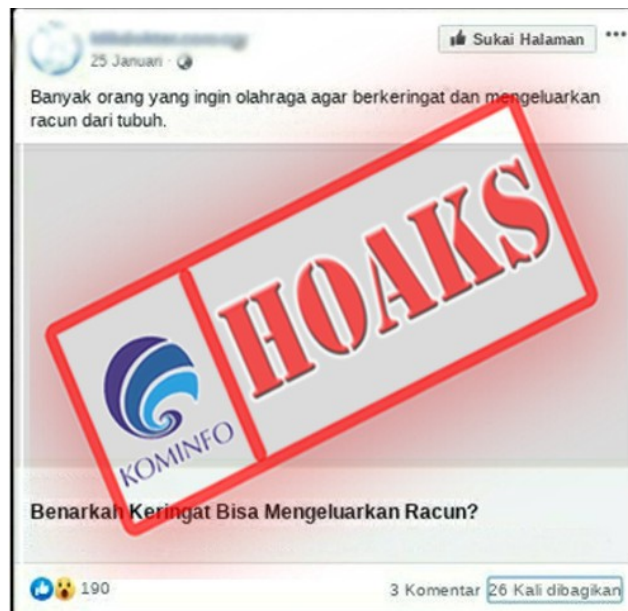 Sukai Halaman
25 Januari
Banyak orang yang ingin olahraga agar berkeringat dan mengeluarkan
racun dari tubuh.
HOAKS
KOMINFO
Benarkah Keringat Bisa Mengeluarkan Racun?
190
3 Komentar 26 Kali dibagikan